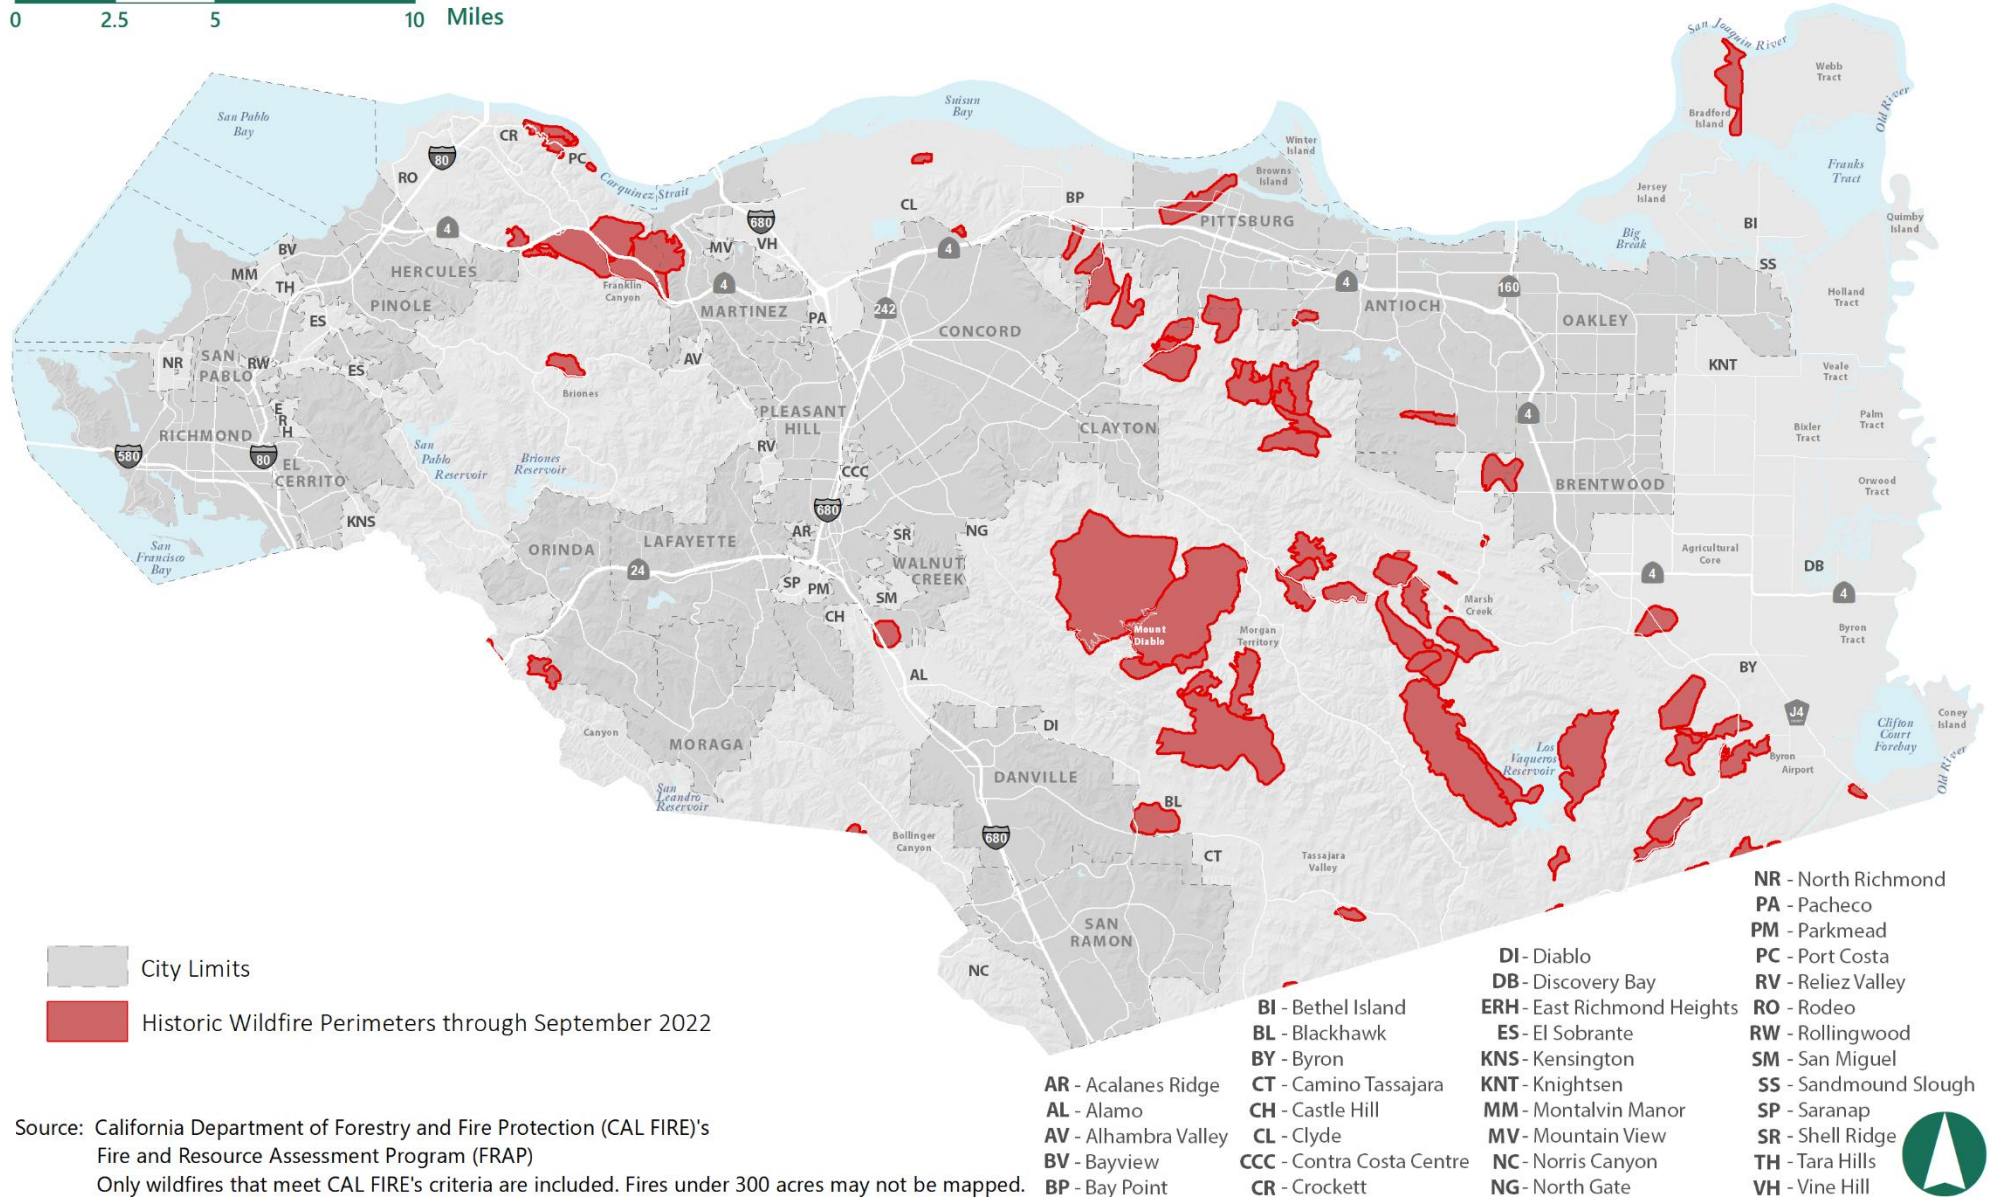 0 2.5 5 10 Miles
San Joaquin River
Webb
Tract
Old River
Bradford
Island
San Pablo
Bay
Suisun
Bay
CR
PC
80
RO
Carquinez Strait
Winter
Island
Browns
Island
Franks
Tract
Jersey
Island
BI
Quimby
Island
Big
Break
BP
CL
PITTSBURG
4
680
MV
VH
4
BV
MM
TH
HERCULES
PINOLE
ES
Franklin
Canyon
4
MARTINEZ
PA
242
CONCORD
4
ANTIOCH
160
OAKLEY
SS
Holland
Tract
NR
SAN
PABLO
RW
ES
AV
Briones
KNT
Veale
Tract
E
R
H
RICHMOND
580
80
EL
CERRITO
San
Pablo
Reservoir
Briones
Reservoir
PLEASANT
HILL
RV
CCC
CLAYTON
4
Bixler
Tract
Palm
Tract
BRENTWOOD
Orwood
Tract
KNS
San
Francisco
Bay
ORINDA
LAFAYETTE
24
680
AR
SR
NG
WALNUT
CREEK
SP
PM
SM
CH
Agricultural
Core
4
DB
4
Marsh
Creek
Mount
Diablo
Morgan
Territory
Byron
Tract
BY
AL
DI
Canyon
MORAGA
San
Leandro
Reservoir
DANVILLE
BL
Los
Vaqueros
Reservoir
J4
Byron
Airport
Clifton
Court
Forebay
Coney
Island
Old River
Bollinger
Canyon
680
CT
Tassajara
Valley
SAN
RAMON
NC
City Limits
Historic Wildfire Perimeters through September 2022
AR - Acalanes Ridge
AL - Alamo
AV - Alhambra Valley
BV - Bayview
BP - Bay Point
BI - Bethel Island
BL - Blackhawk
BY - Byron
CT - Camino Tassajara
CH - Castle Hill
CL - Clyde
CCC - Contra Costa Centre
CR - Crockett
DI - Diablo
DB - Discovery Bay
ERH - East Richmond Heights
ES - El Sobrante
KNS - Kensington
KNT - Knightsen
MM - Montalvin Manor
MV - Mountain View
NC - Norris Canyon
NG - North Gate
NR - North Richmond
PA - Pacheco
PM - Parkmead
PC - Port Costa
RV - Reliez Valley
RO - Rodeo
RW - Rollingwood
SM - San Miguel
SS - Sandmound Slough
SP - Saranap
SR - Shell Ridge
TH - Tara Hills
VH - Vine Hill
Source: California Department of Forestry and Fire Protection (CAL FIRE)'s
Fire and Resource Assessment Program (FRAP)
Only wildfires that meet CAL FIRE's criteria are included. Fires under 300 acres may not be mapped.